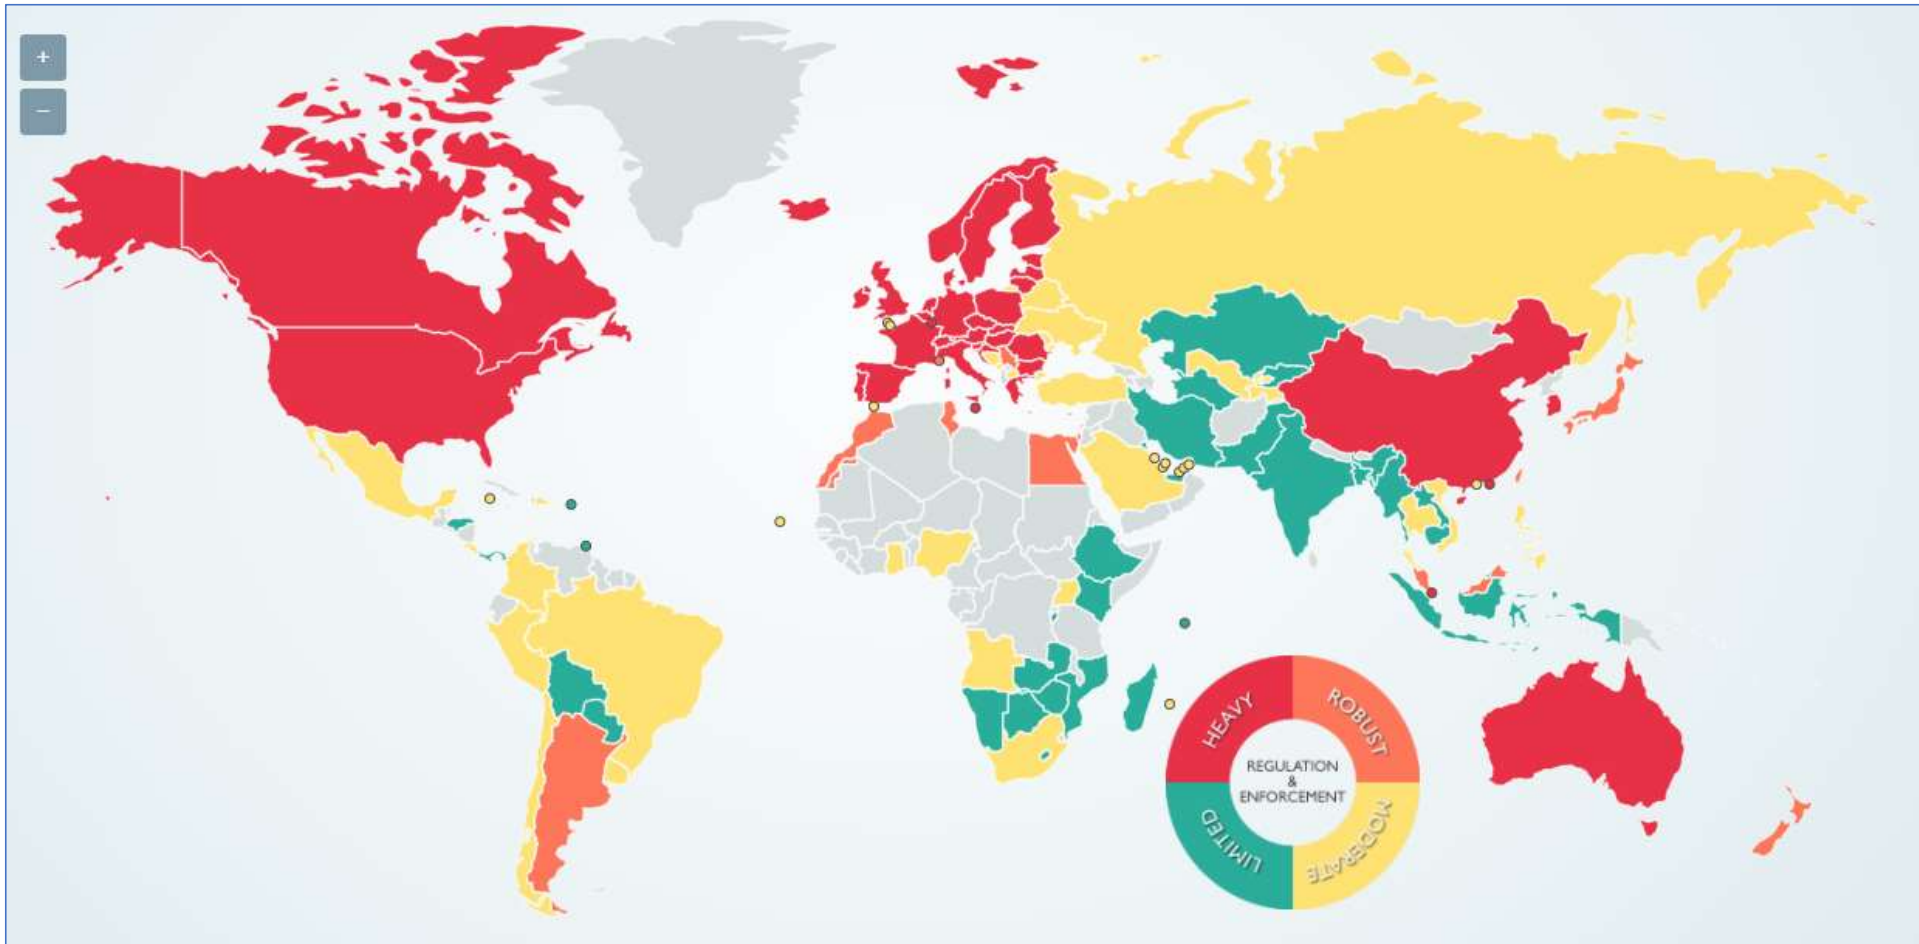 +
−
HEAVY
ROBUST
REGULATION
&
ENFORCEMENT
LIMITED
MODERATE